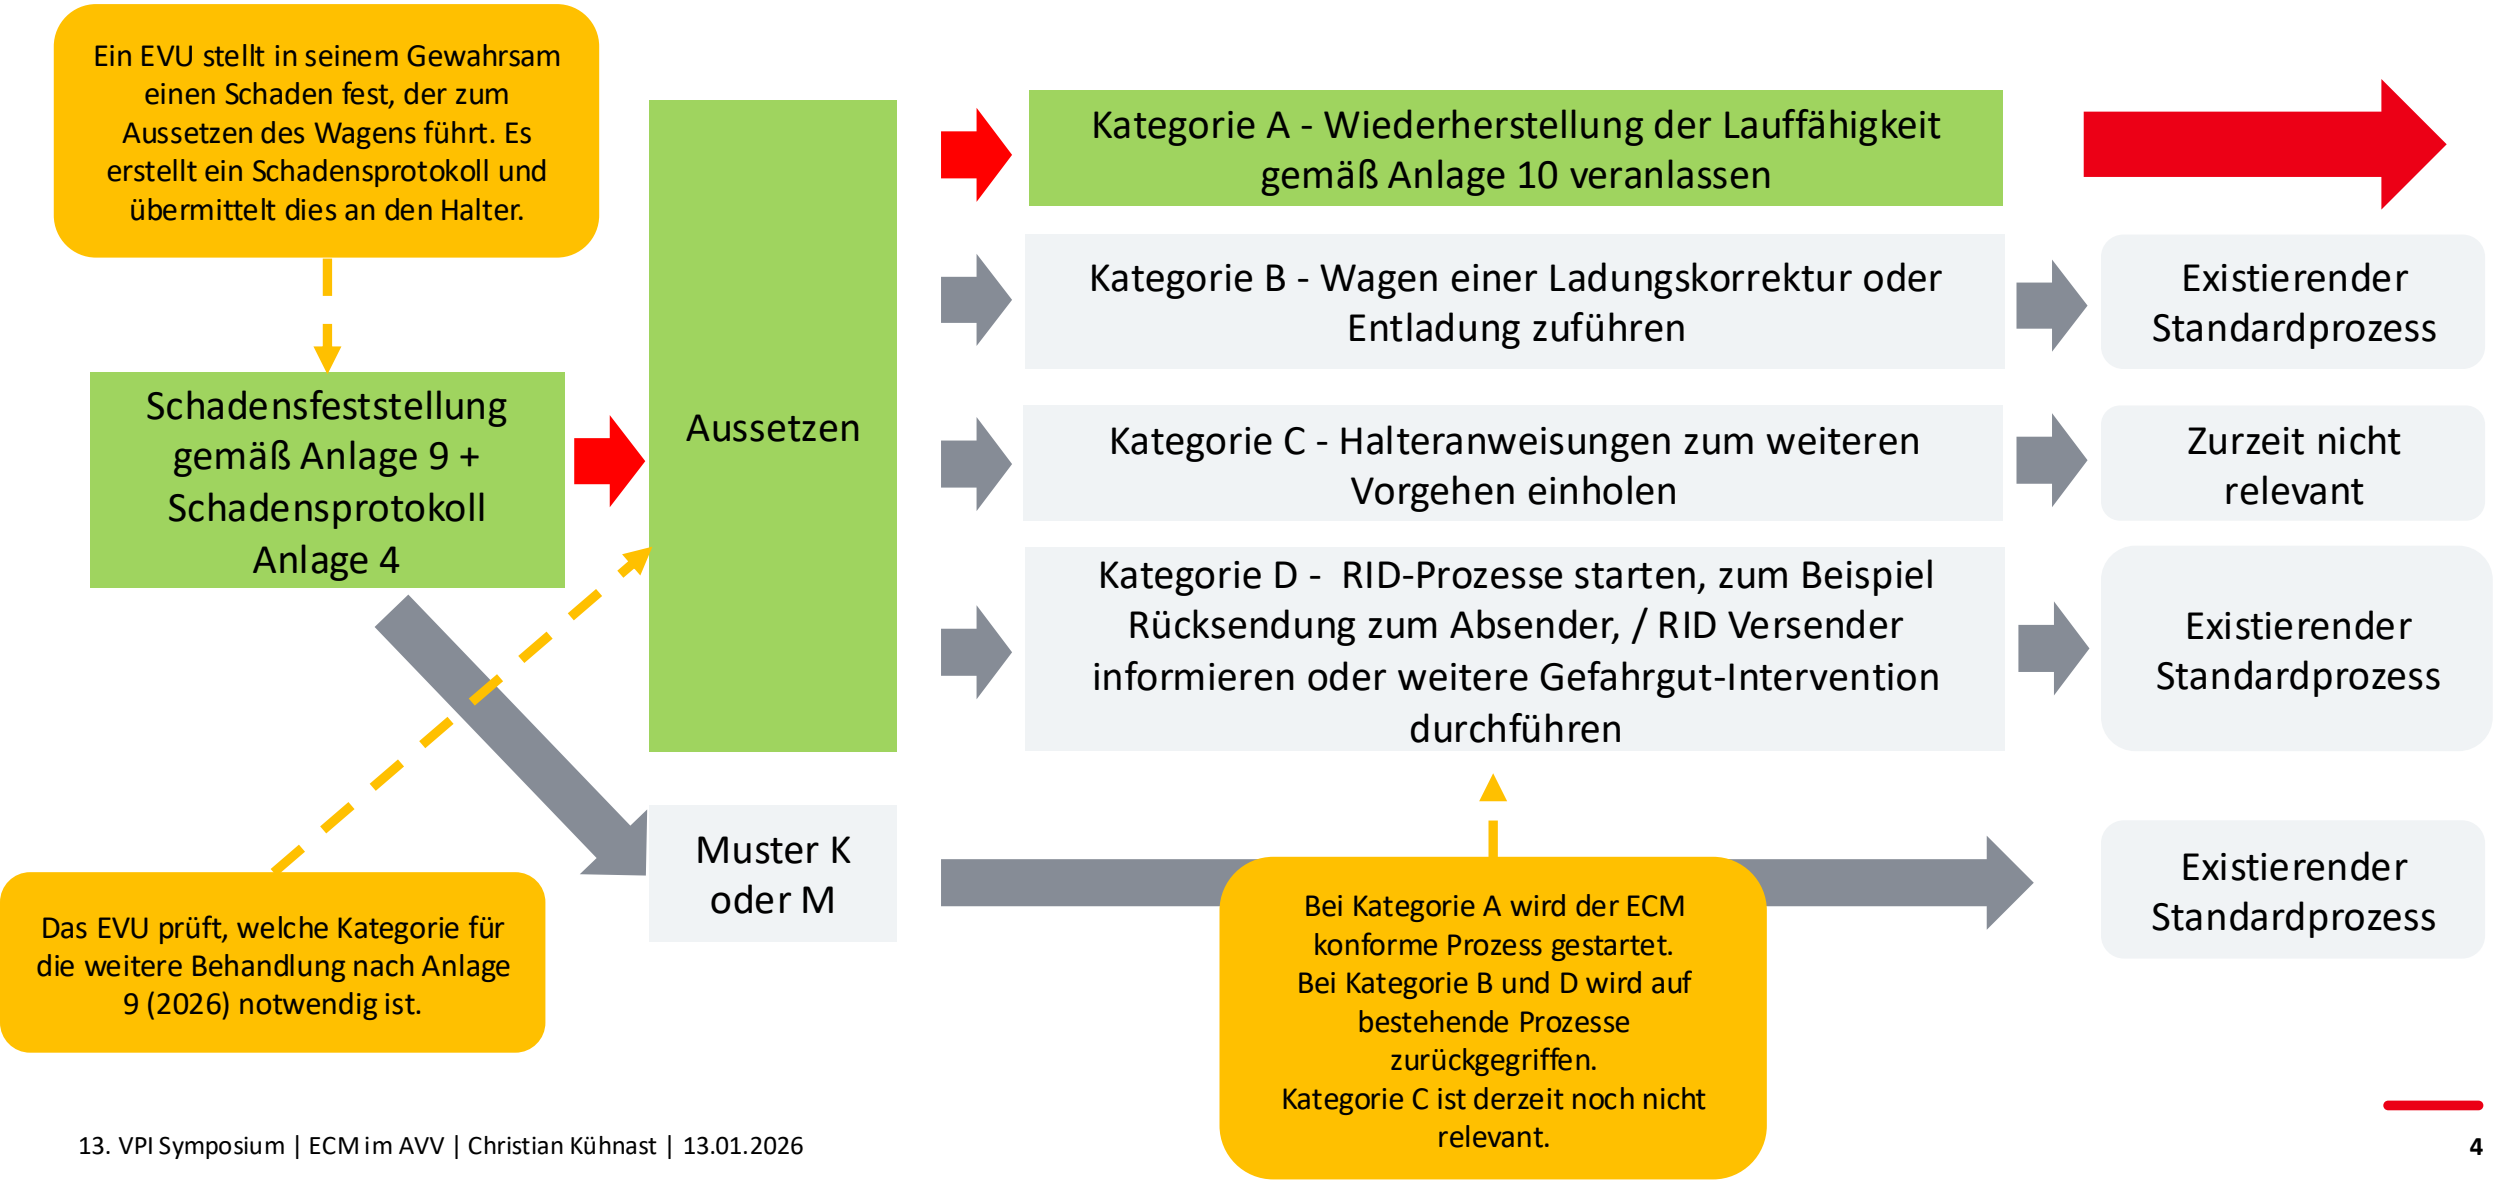 Ein EVU stellt in seinem Gewahrsam
einen Schaden fest, der zum
Aussetzen des Wagens führt. Es
erstellt ein Schadensprotokoll und
übermittelt dies an den Halter.
Schadensfeststellung
gemäß Anlage 9 +
Schadensprotokoll
Anlage 4
Das EVU prüft, welche Kategorie für
die weitere Behandlung nach Anlage
9 (2026) notwendig ist.
Aussetzen
Muster K
oder M
Kategorie A - Wiederherstellung der Lauffähigkeit
gemäß Anlage 10 veranlassen
Kategorie B - Wagen einer Ladungskorrektur oder
Entladung zuführen
Existierender
Standardprozess
Kategorie C - Halteranweisungen zum weiteren
Vorgehen einholen
Zurzeit nicht
relevant
Kategorie D - RID-Prozesse starten, zum Beispiel
Rücksendung zum Absender, / RID Versender
informieren oder weitere Gefahrgut-Intervention
durchführen
Existierender
Standardprozess
Existierender
Standardprozess
Bei Kategorie A wird der ECM
konforme Prozess gestartet.
Bei Kategorie B und D wird auf
bestehende Prozesse
zurückgegriffen.
Kategorie C ist derzeit noch nicht
relevant.
13. VPI Symposium | ECM im AVV | Christian Kühnast | 13.01.2026
4